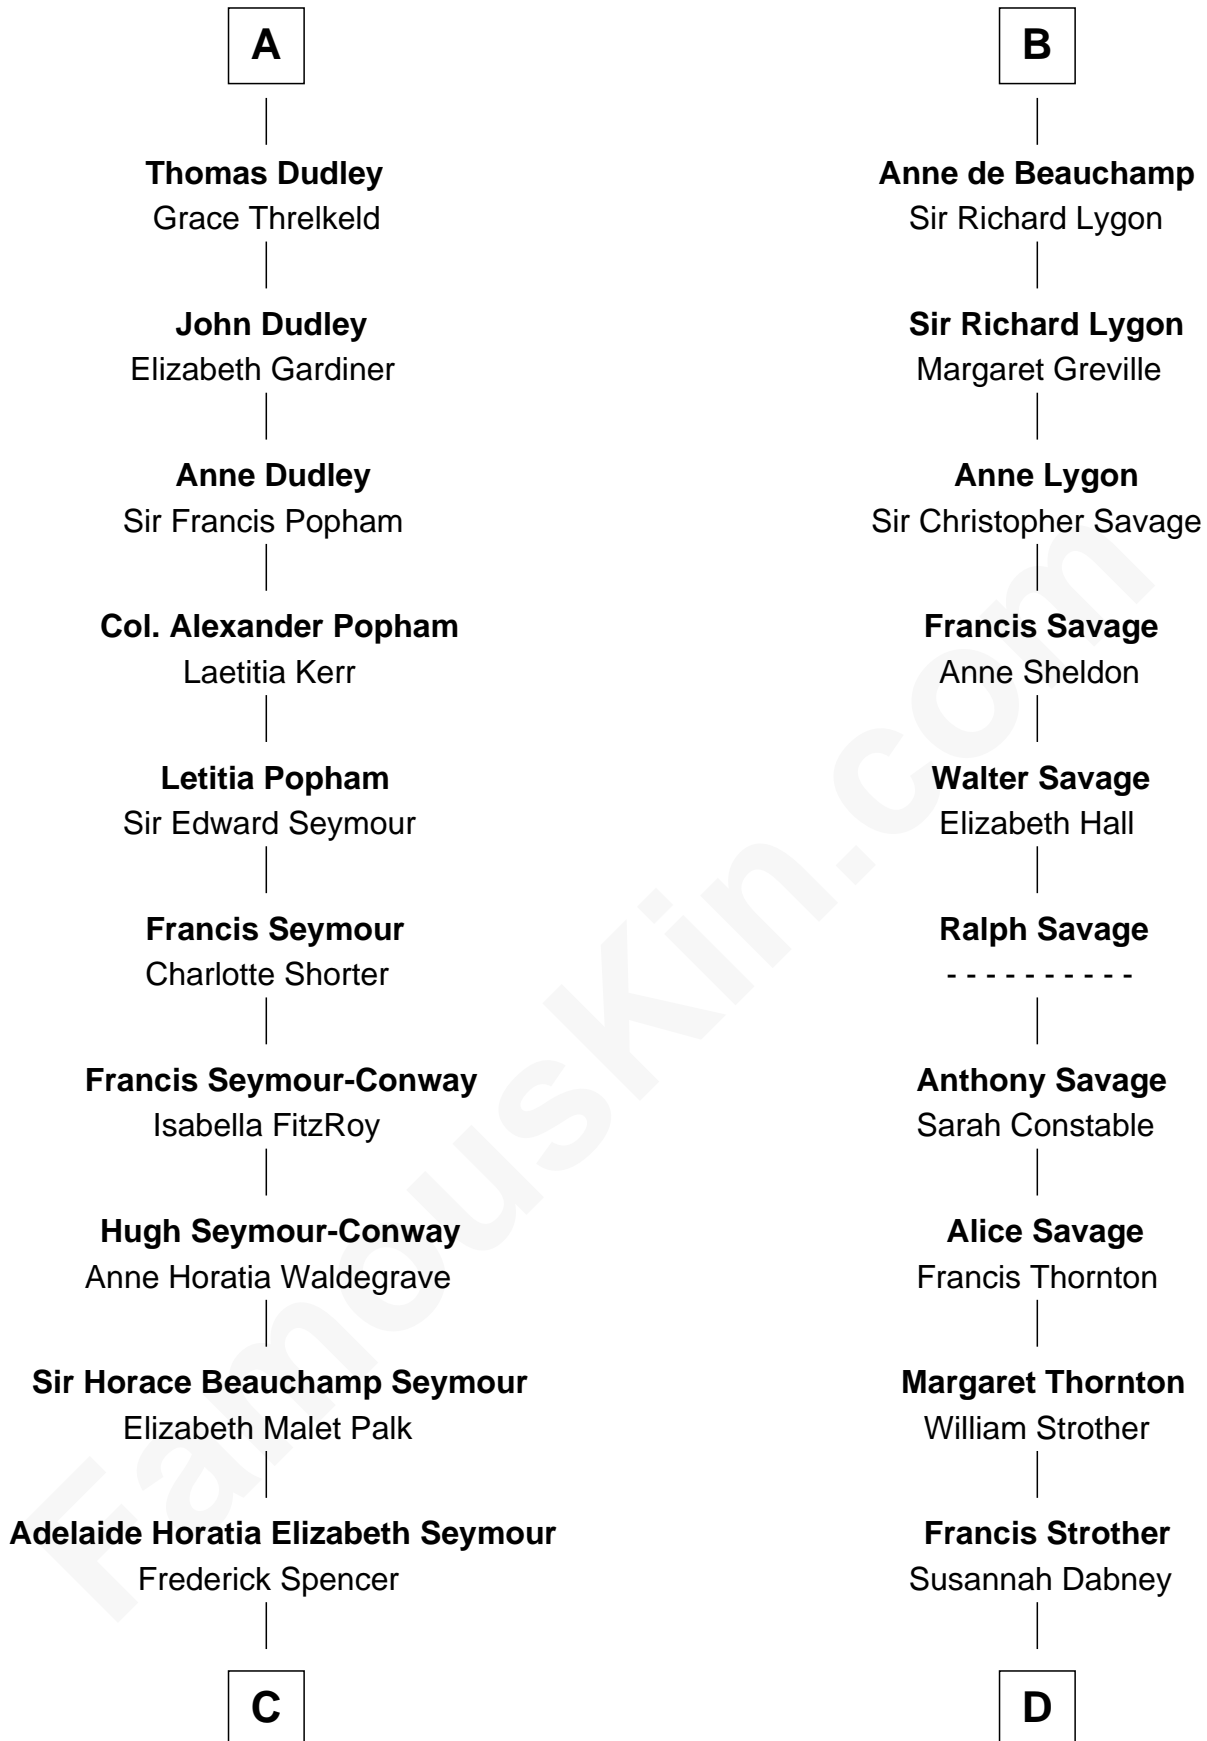 A
Thomas Dudley
Grace Threlkeld
John Dudley
Elizabeth Gardiner
Anne Dudley
Sir Francis Popham
Col. Alexander Popham
Laetitia Kerr
Letitia Popham
Sir Edward Seymour
Francis Seymour
Charlotte Shorter
Francis Seymour-Conway
Isabella FitzRoy
Hugh Seymour-Conway
Anne Horatia Waldegrave
Sir Horace Beauchamp Seymour
Elizabeth Malet Palk
Adelaide Horatia Elizabeth Seymour
Frederick Spencer
C
B
Anne de Beauchamp
Sir Richard Lygon
Sir Richard Lygon
Margaret Greville
Anne Lygon
Sir Christopher Savage
Francis Savage
Anne Sheldon
Walter Savage
Elizabeth Hall
Ralph Savage
- - - - - - - - - -
Anthony Savage
Sarah Constable
Alice Savage
Francis Thornton
Margaret Thornton
William Strother
Francis Strother
Susannah Dabney
D
FamousKin.com